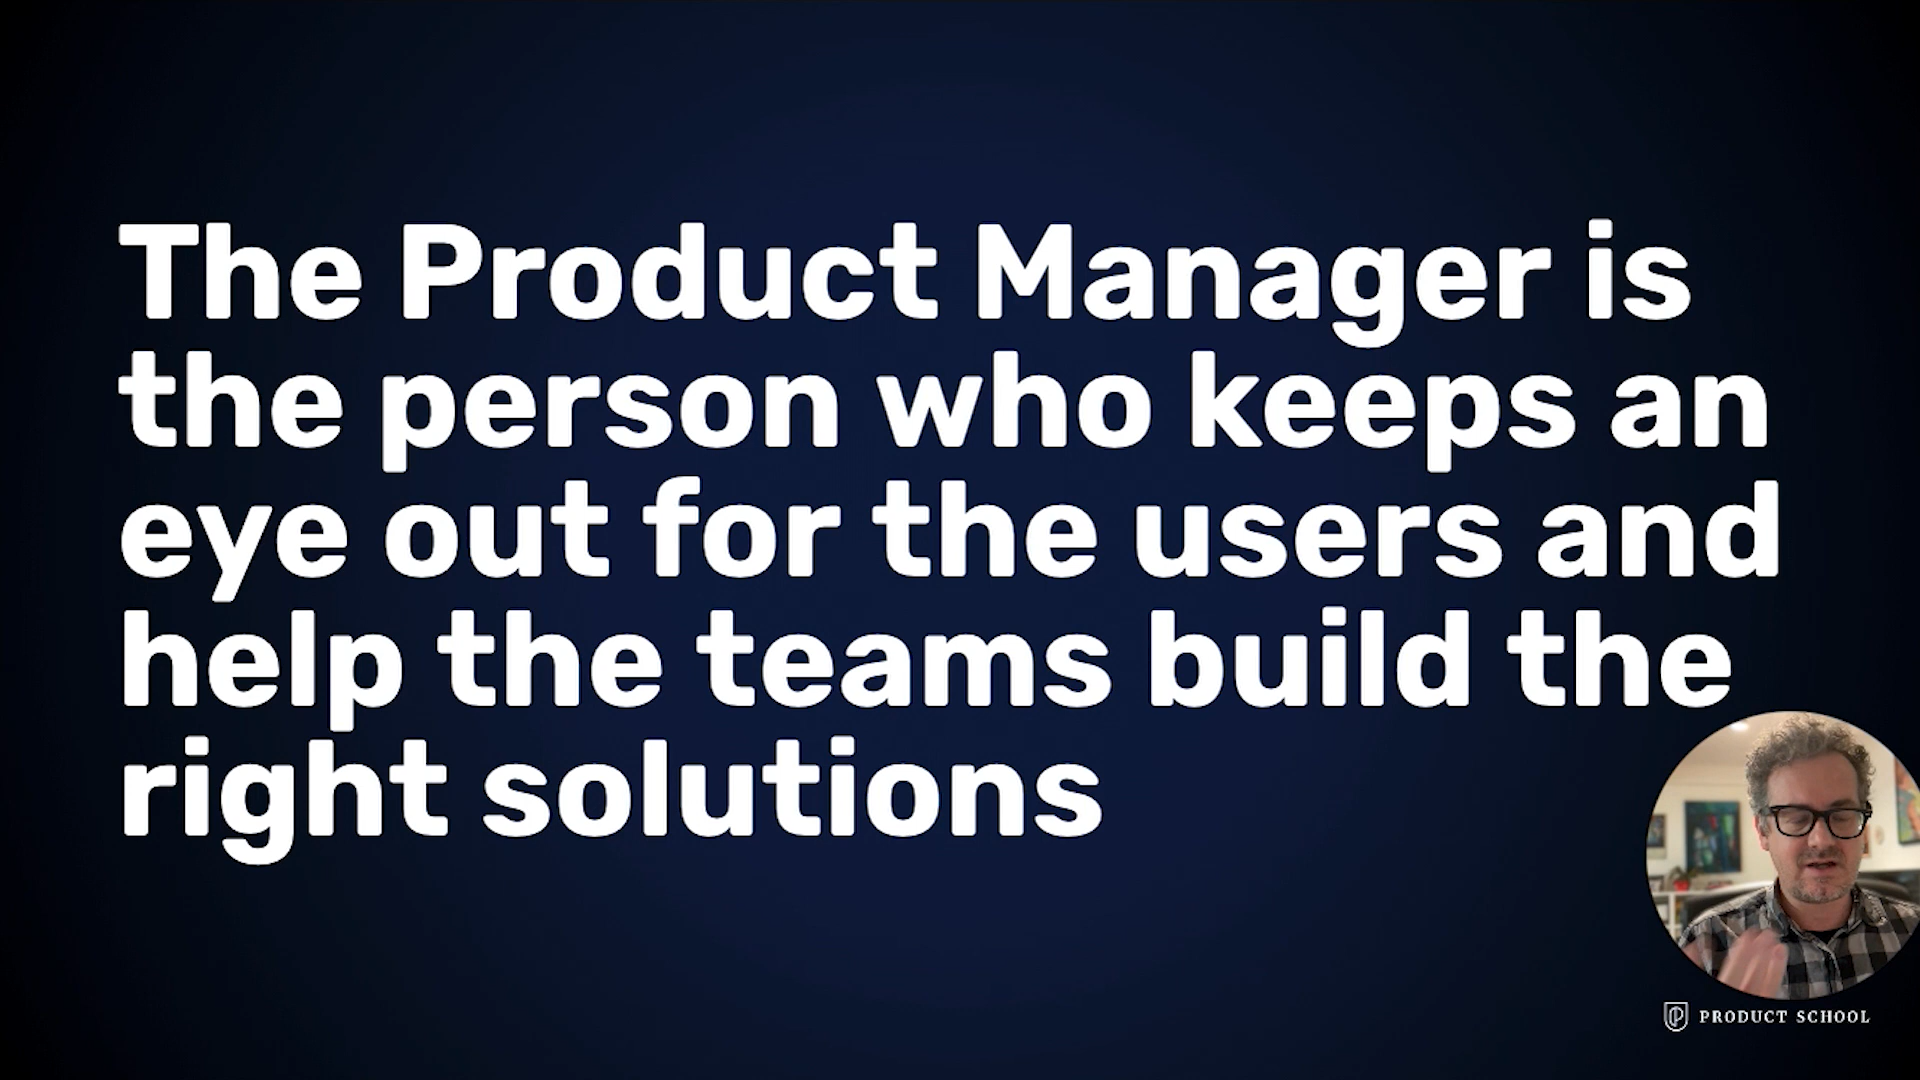 The Product Manager is
the person who keeps an
eye out for the users and
help the teams build the
right solutions
PRODUCT SCHOOL